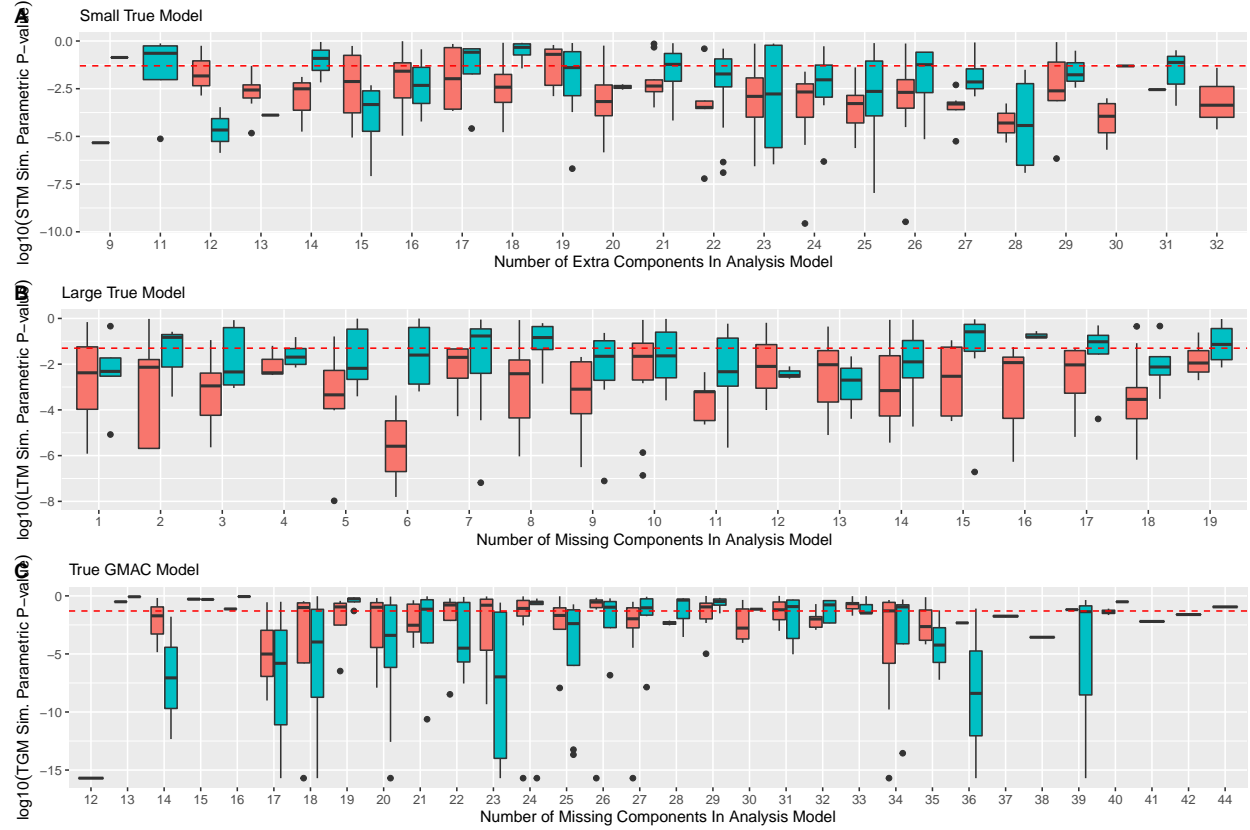 A
Small True Model
log10(STM Sim. Parametric P−value)
0.0
−2.5
−5.0
−7.5
−10.0
9 11 12 13 14 15 16 17 18 19 20 21 22 23 24 25 26 27 28 29 30 31 32
Number of Extra Components In Analysis Model
B
Large True Model
log10(LTM Sim. Parametric P−value)
0
−2
−4
−6
−8
1 2 3 4 5 6 7 8 9 10 11 12 13 14 15 16 17 18 19
Number of Missing Components In Analysis Model
C
True GMAC Model
log10(TGM Sim. Parametric P−value)
0
−5
−10
−15
12 13 14 15 16 17 18 19 20 21 22 23 24 25 26 27 28 29 30 31 32 33 34 35 36 37 38 39 40 41 42 44
Number of Missing Components In Analysis Model